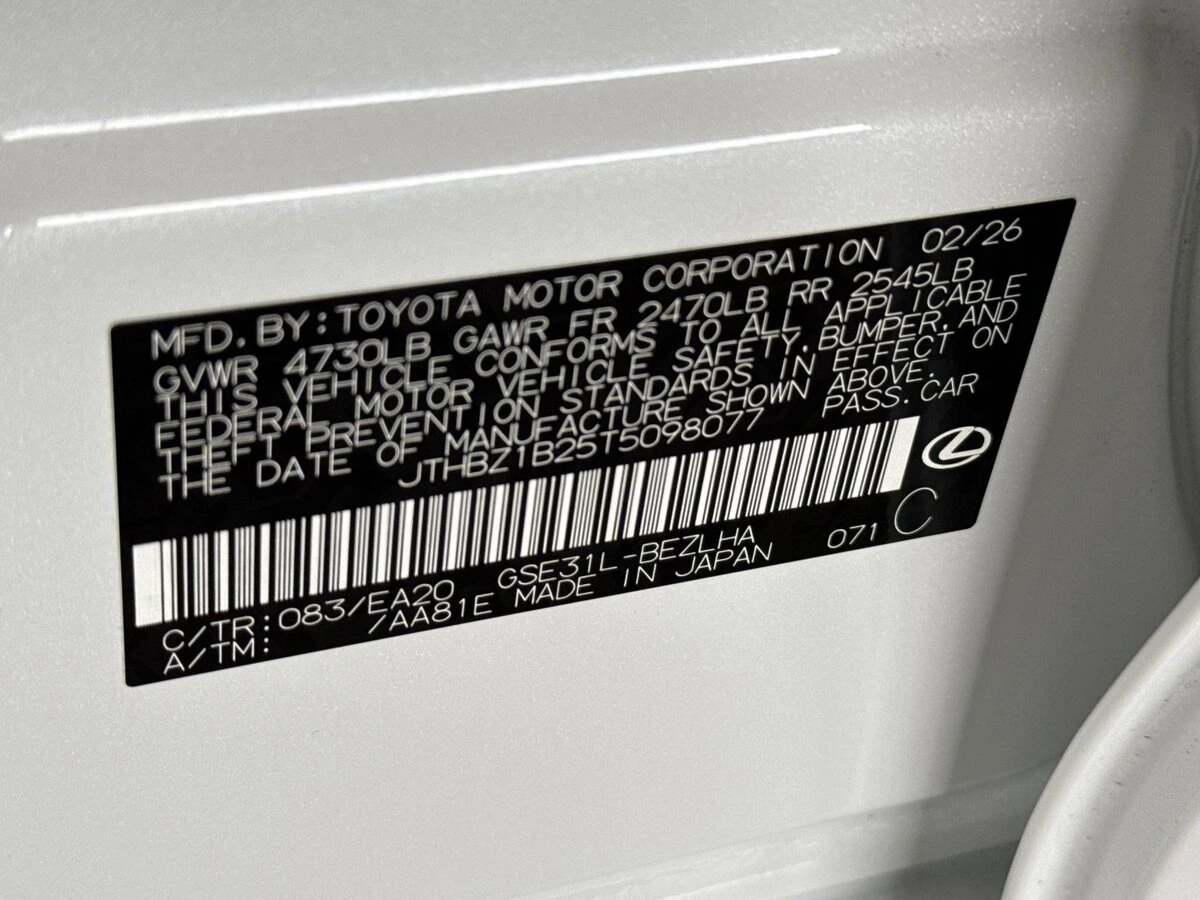 MFD. BY: TOYOTA MOTOR CORPORATION 02/26
GVWR 4730LB GAWR FR 2470LB RR 2545LB
THIS VEHICLE CONFORMS TO ALL APPLICABLE
FEDERAL MOTOR VEHICLE SAFETY, BUMPER, AND
THEFT PREVENTION STANDARDS IN EFFECT ON
THE DATE OF MANUFACTURE SHOWN ABOVE.
JTHBZ1B25T5098077 PASS. CAR
C/TR: 083/EA20 GSE31L-BEZLHA 071 C
A/TM: /AA81E MADE IN JAPAN